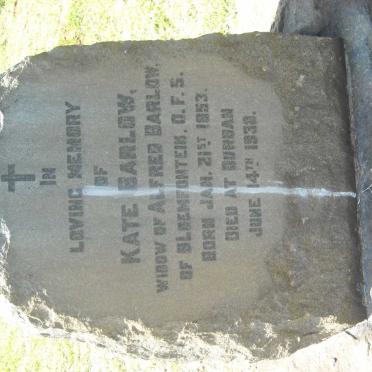 IN
LOVING MEMORY
OF
KATE BARLOW,
WIDOW OF ALFRED BARLOW,
OF BLOEMFONTEIN, O.F.S.
BORN JAN. 21ST 1853.
DIED AT DURBAN
JUNE 14TH 1938.